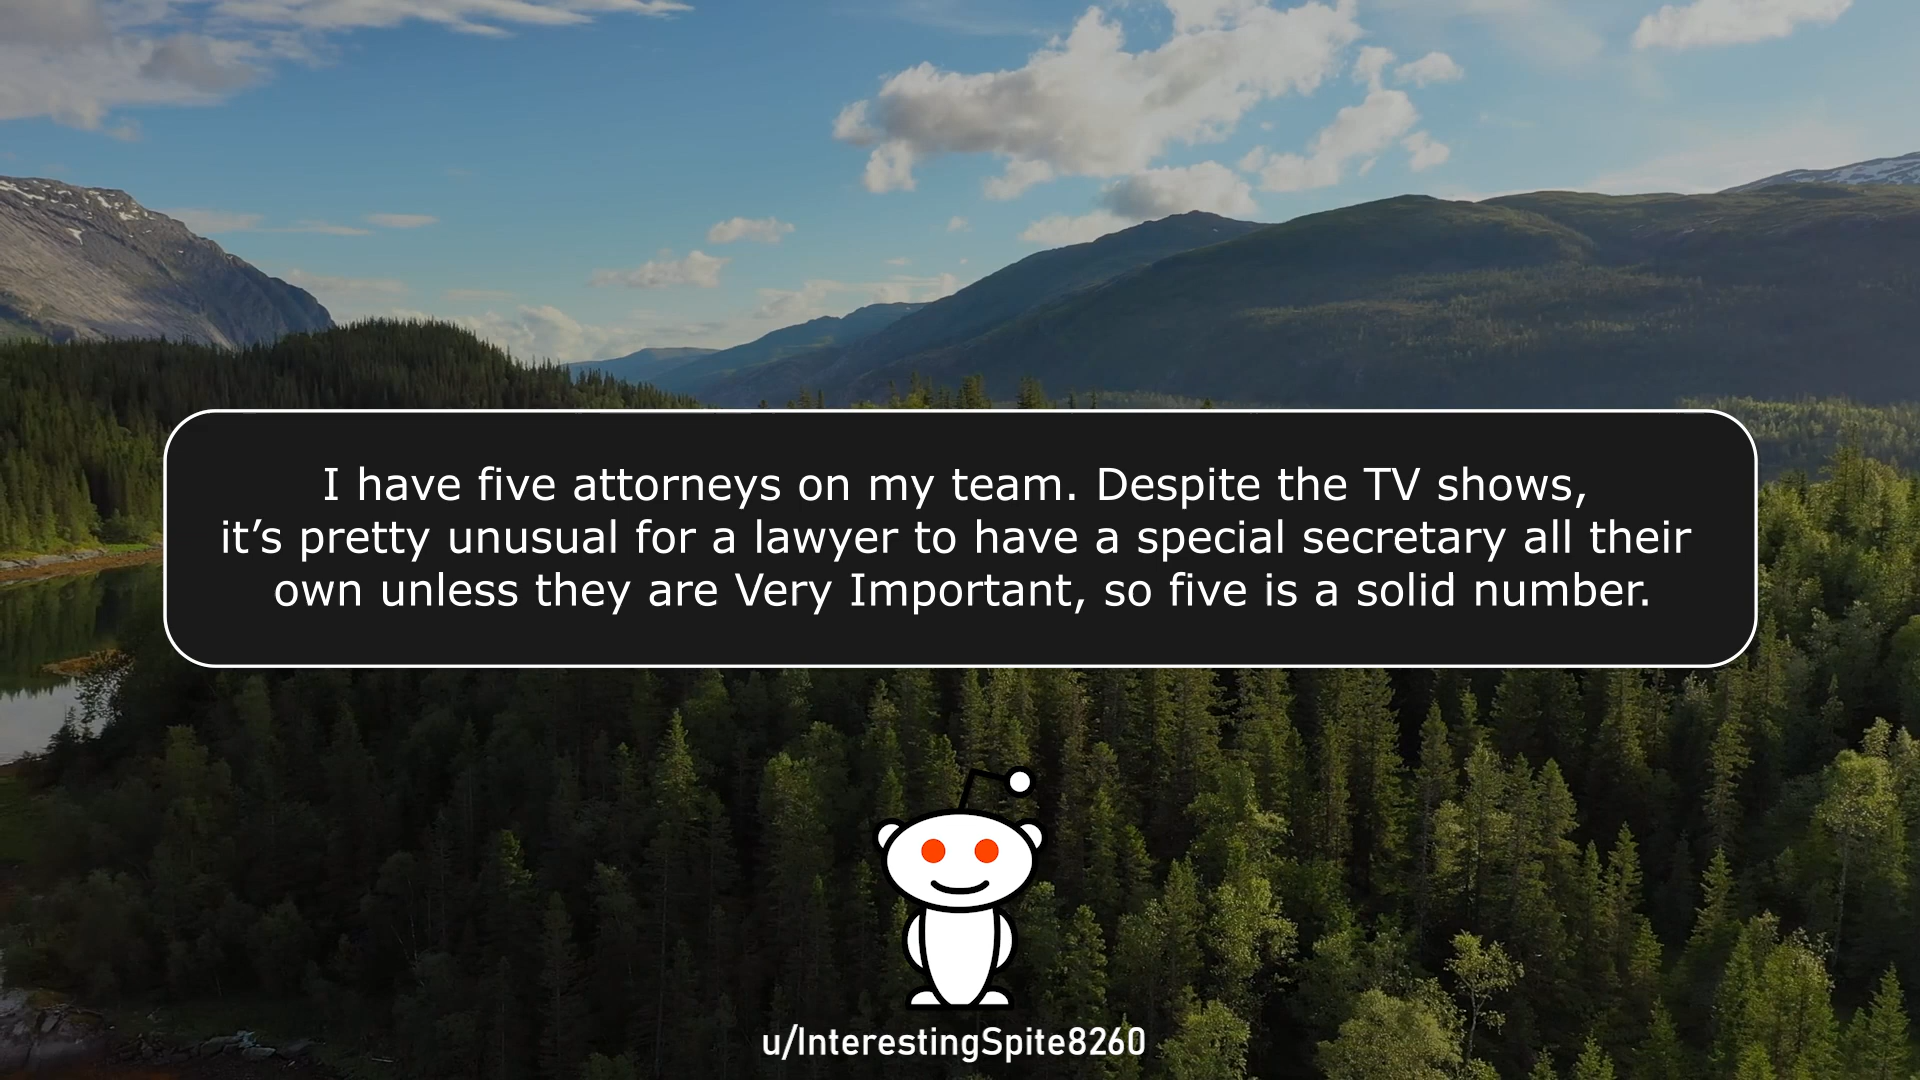 I have five attorneys on my team. Despite the TV shows,
it’s pretty unusual for a lawyer to have a special secretary all their
own unless they are Very Important, so five is a solid number.
u/InterestingSpite8260